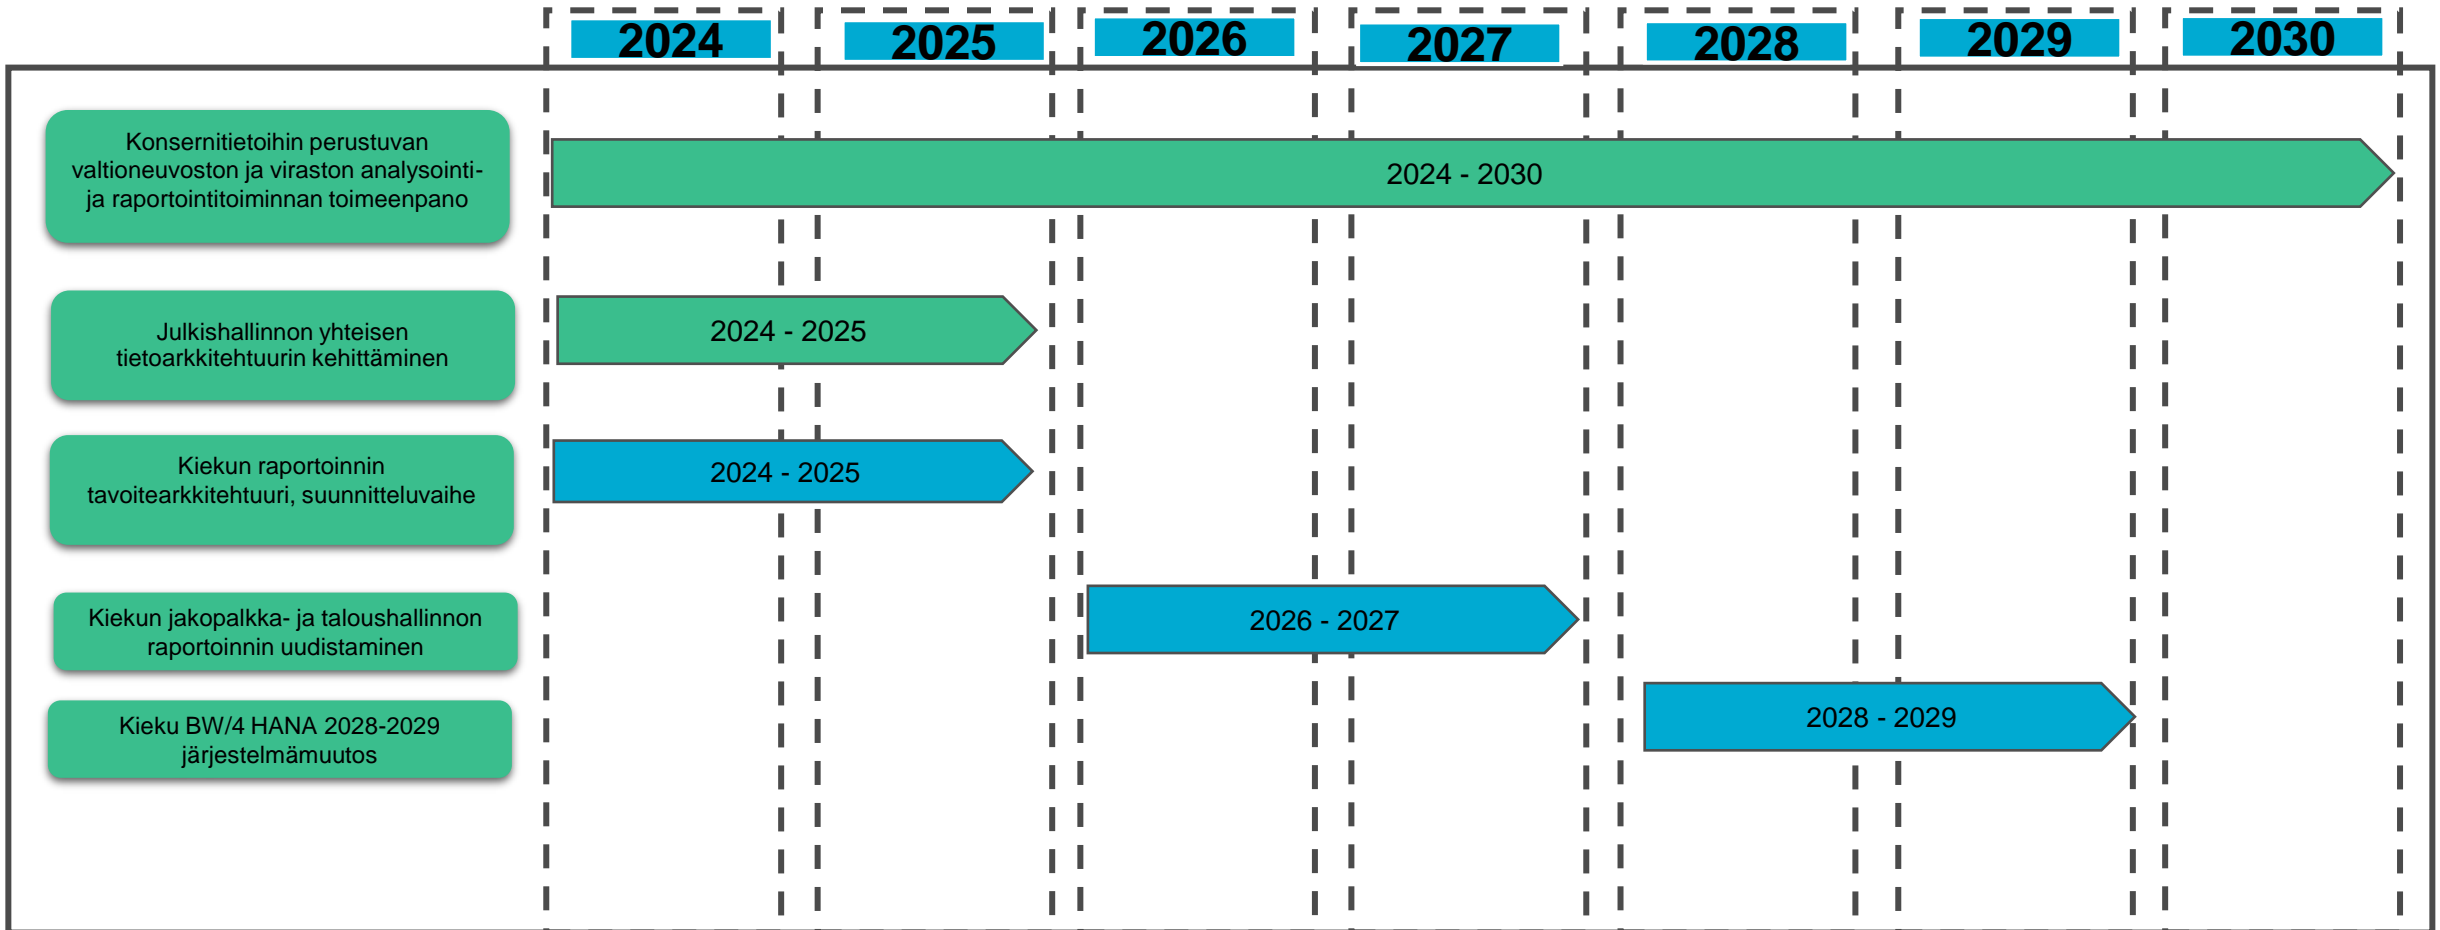 2024 2025 2026 2027 2028 2029 2030
Konsernitietoihin perustuvan
valtioneuvoston ja viraston analysointi-
ja raportointitoiminnan toimeenpano
2024 - 2030
Julkishallinnon yhteisen
tietoarkkitehtuurin kehittäminen
2024 - 2025
Kiekun raportoinnin
tavoitearkkitehtuuri, suunnitteluvaihe
2024 - 2025
Kiekun jakopalkka- ja taloushallinnon
raportoinnin uudistaminen
2026 - 2027
Kieku BW/4 HANA 2028-2029
järjestelmämuutos
2028 - 2029